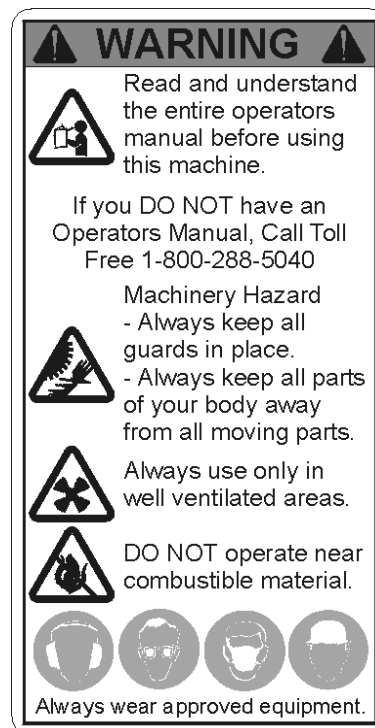 WARNING
Read and understand
the entire operators
manual before using
this machine.
If you DO NOT have an
Operators Manual, Call Toll
Free 1-800-288-5040
Machinery Hazard
- Always keep all
guards in place.
- Always keep all parts
of your body away
from all moving parts.
Always use only in
well ventilated areas.
DO NOT operate near
combustible material.
Always wear approved equipment.